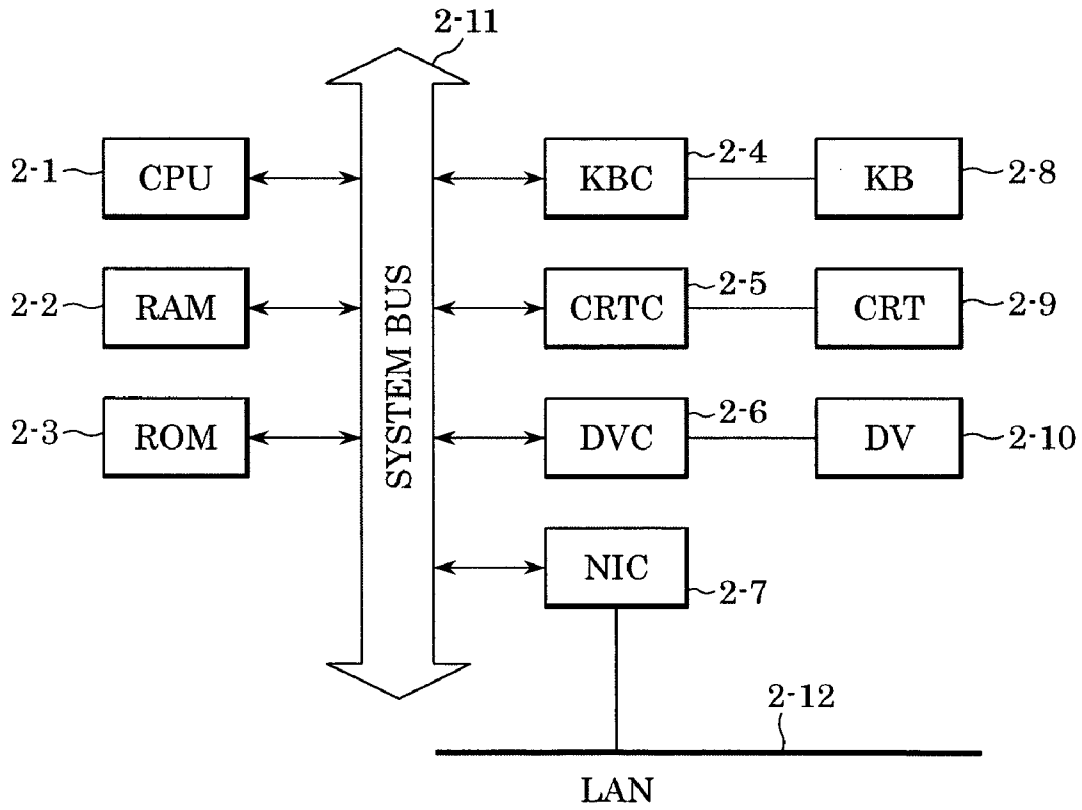 2-11
2-1 CPU
KBC 2-4
KB 2-8
2-2 RAM
CRTC 2-5
CRT 2-9
2-3 ROM
DVC 2-6
DV 2-10
SYSTEM BUS
NIC 2-7
2-12
LAN